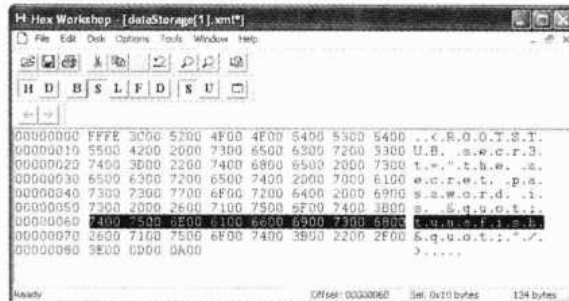 Hex Workshop - [dataStorage[1].xml*]
File Edit Disk Options Tools Window Help
H D B S L F D S U
00000000 FFFE 3C00 5200 4F00 4F00 5400 5300 5400 ..<.R.O.O.T.S.T.
00000010 5500 4200 2000 7300 6500 6300 7200 3300 U.B. .s.e.c.r.3.
00000020 7400 3D00 2200 7400 6800 6500 2000 7300 t.=.".t.h.e. .s.
00000030 6500 6300 7200 6500 7400 2000 7000 6100 e.c.r.e.t. .p.a.
00000040 7300 7300 7700 6F00 7200 6400 2000 6900 s.s.w.o.r.d. .i.
00000050 7300 2000 2600 7100 7500 6F00 7400 3B00 s. .&.q.u.o.t.;.
00000060 7400 7500 6E00 6100 6600 6900 7300 6800 t.u.n.a.f.i.s.h.
00000070 2600 7100 7500 6F00 7400 3B00 2200 2F00 &.q.u.o.t.;."./.
00000080 3E00 0D00 0A00 >.....
Ready Offset: 00000060 Sel: 0x10 bytes 134 bytes